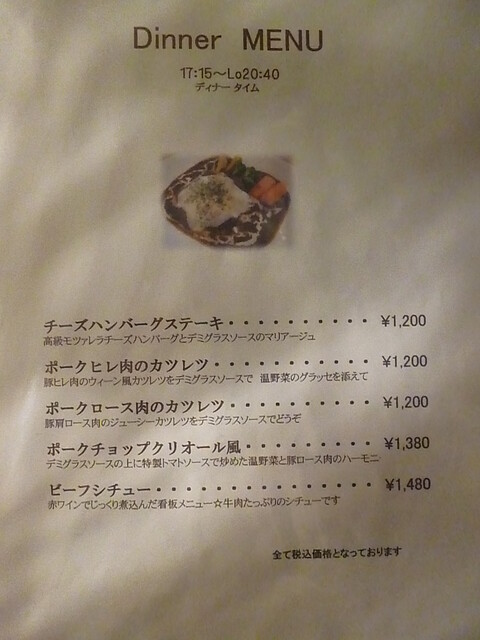 Dinner MENU
17:15～Lo20:40
ディナー タイム
チーズハンバーグステーキ・・・・・・・・・・ ¥1,200
高級モツァレラチーズハンバーグとデミグラスソースのマリアージュ
ポークヒレ肉のカツレツ・・・・・・・・・・・ ¥1,200
豚ヒレ肉のウィーン風カツレツをデミグラスソースで 温野菜のグラッセを添えて
ポークロース肉のカツレツ・・・・・・・・・・ ¥1,200
豚肩ロース肉のジューシーカツレツをデミグラスソースでどうぞ
ポークチョップクリオール風・・・・・・・・・ ¥1,380
デミグラスソースの上に特製トマトソースで炒めた温野菜と豚ロース肉のハーモニー
ビーフシチュー・・・・・・・・・・・・・・・ ¥1,480
赤ワインでじっくり煮込んだ看板メニュー☆牛肉たっぷりのシチューです
全て税込価格となっております